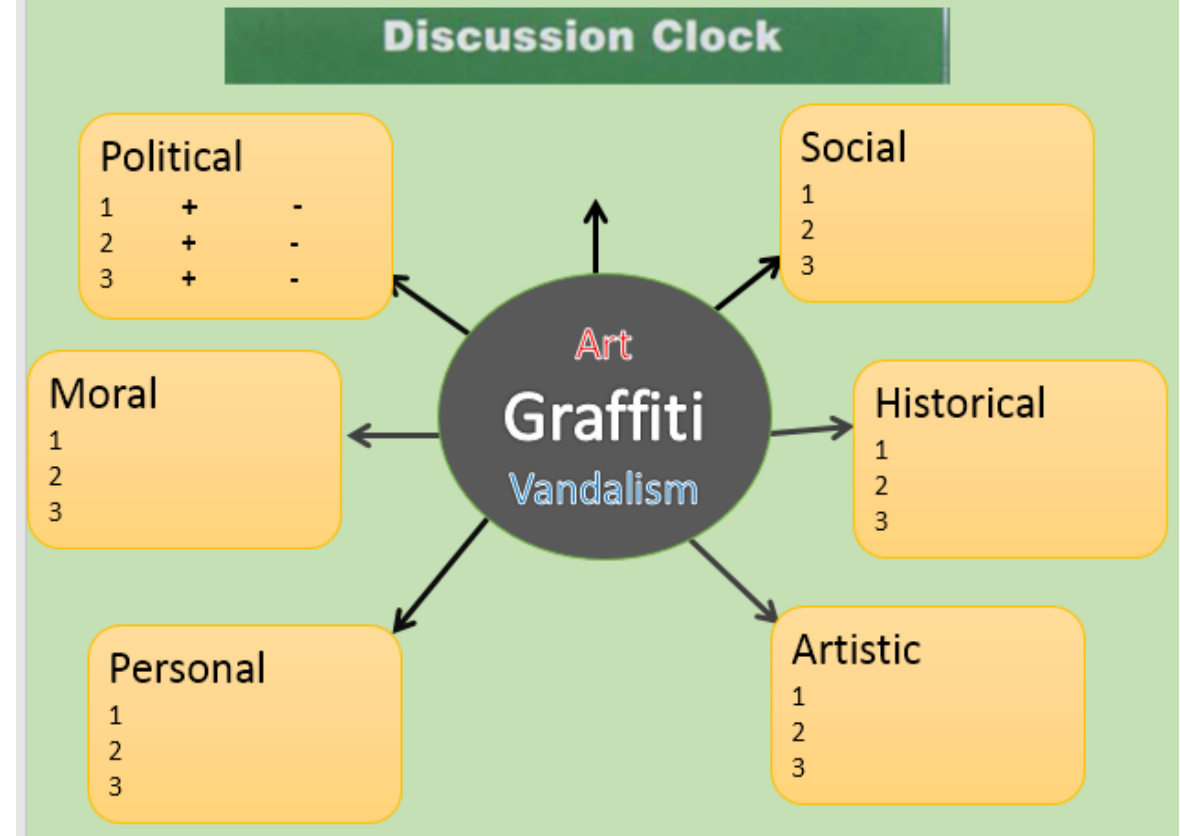 Discussion Clock
Political
1 + -
2 + -
3 + -
Social
1
2
3
Art
Graffiti
Vandalism
Moral
1
2
3
Historical
1
2
3
Personal
1
2
3
Artistic
1
2
3